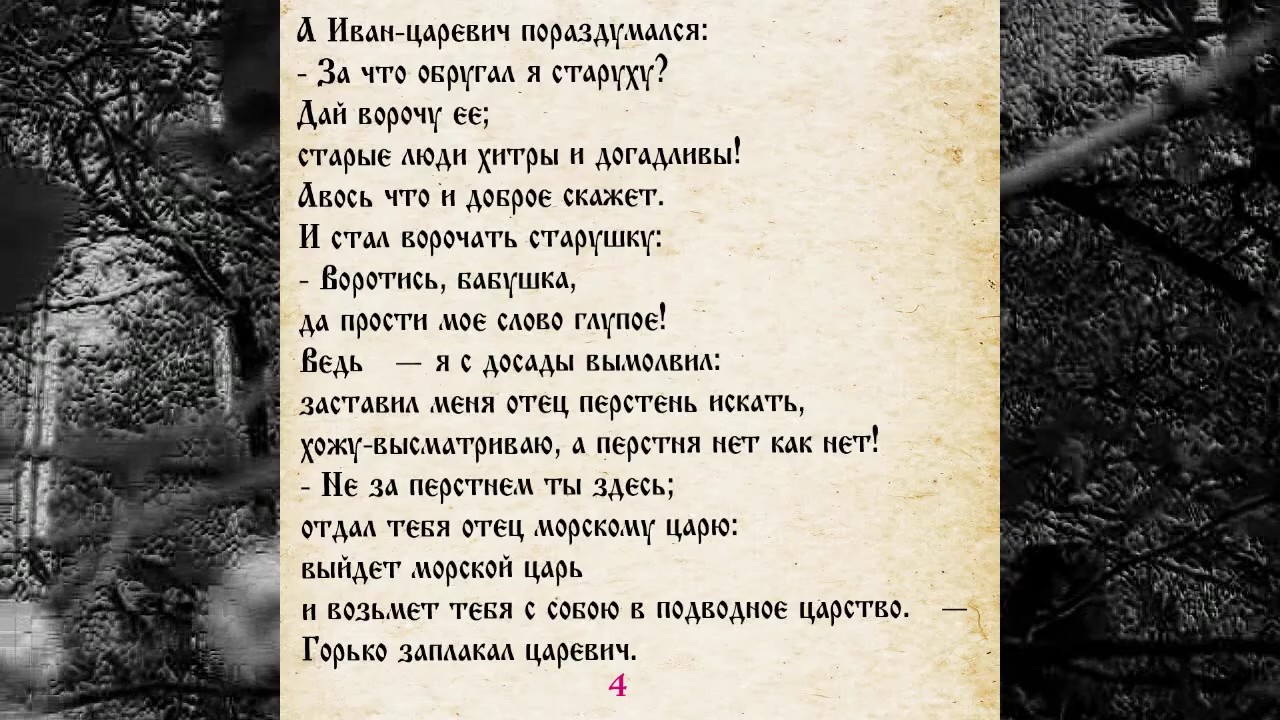 А Иван-царевич пораздумался:
- За что обругал я старуху?
Дай ворочу ее;
старые люди хитры и догадливы!
Авось что и доброе скажет.
И стал ворочать старушку:
- Воротись, бабушка,
да прости мое слово глупое!
Ведь — я с досады вымолвил:
заставил меня отец перстень искать,
хожу-высматриваю, а перстня нет как нет!
- Не за перстнем ты здесь;
отдал тебя отец морскому царю:
выйдет морской царь
и возьмет тебя с собою в подводное царство. —
Горько заплакал царевич.
4